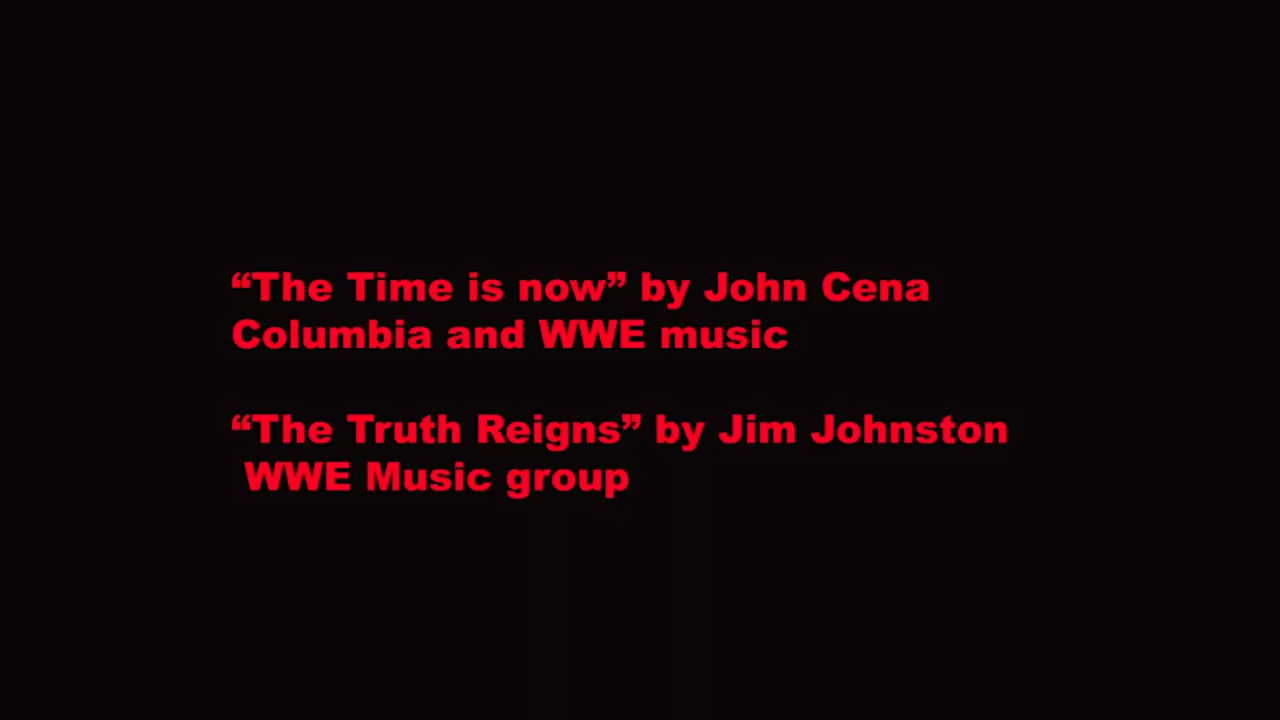 “The Time is now” by John Cena
Columbia and WWE music
“The Truth Reigns” by Jim Johnston
WWE Music group